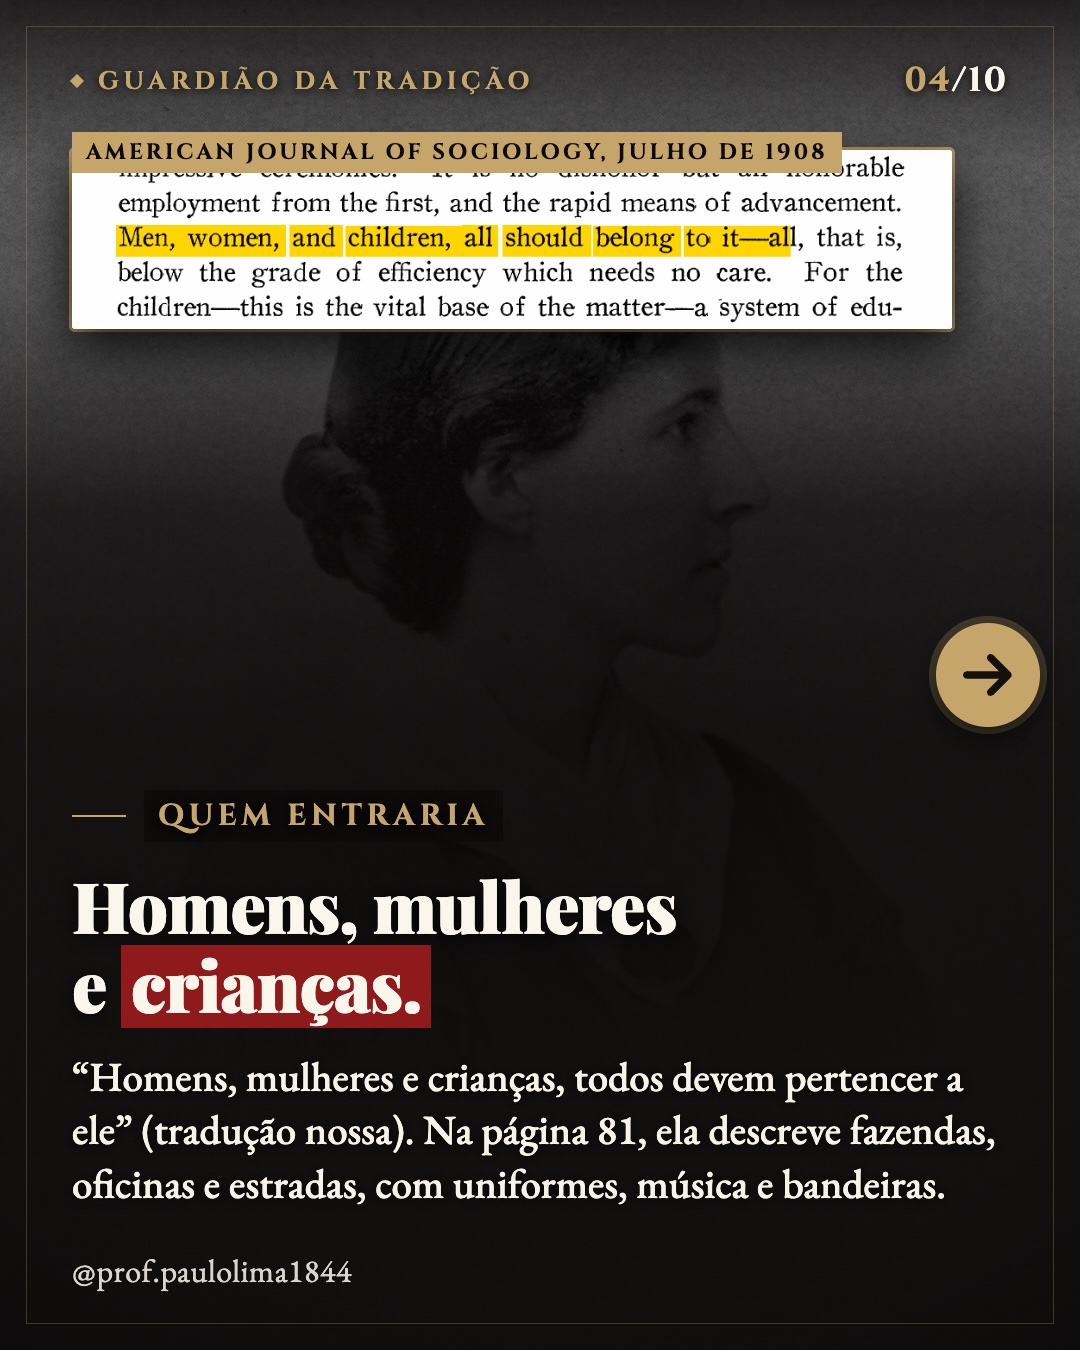 ◆ GUARDIÃO DA TRADIÇÃO
04/10
AMERICAN JOURNAL OF SOCIOLOGY, JULHO DE 1908
employment from the first, and the rapid means of advancement.
Men, women, and children, all should belong to it—all, that is,
below the grade of efficiency which needs no care. For the
children—this is the vital base of the matter—a system of edu-
QUEM ENTRARIA
Homens, mulheres
e crianças.
“Homens, mulheres e crianças, todos devem pertencer a
ele” (tradução nossa). Na página 81, ela descreve fazendas,
oficinas e estradas, com uniformes, música e bandeiras.
@prof.paulolima1844